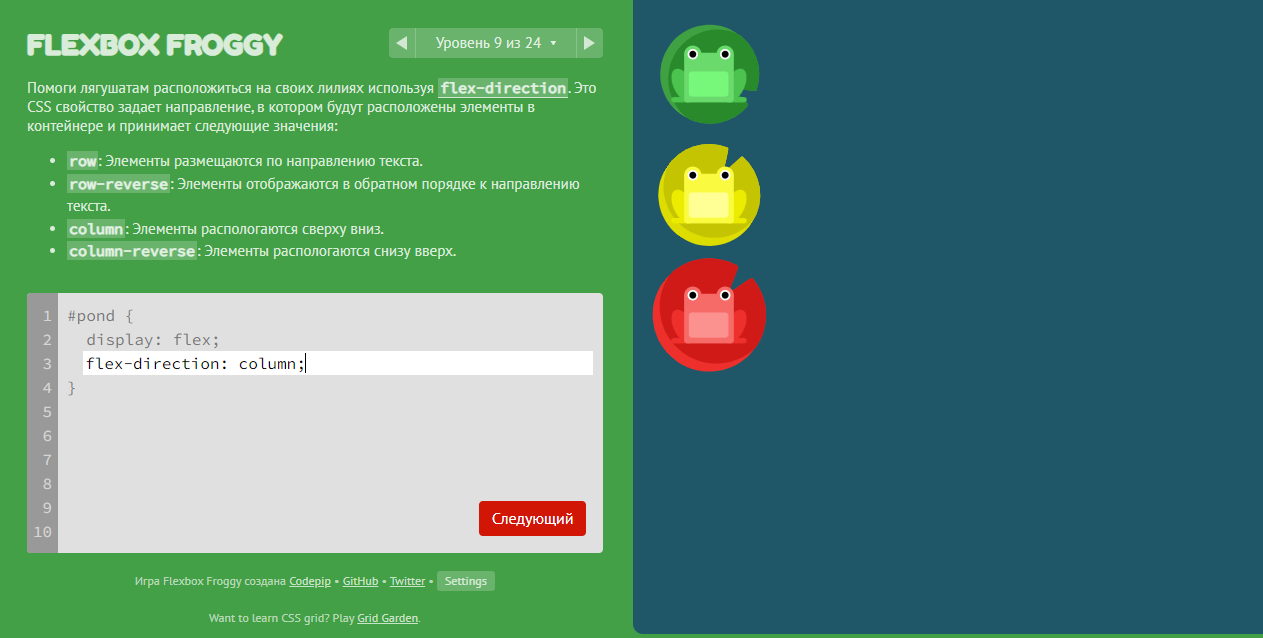 FLEXBOX FROGGY
Уровень 9 из 24
Помоги лягушатам расположиться на своих лилиях используя flex-direction. Это
CSS свойство задает направление, в котором будут расположены элементы в
контейнере и принимает следующие значения:
• row: Элементы размещаются по направлению текста.
• row-reverse: Элементы отображаются в обратном порядке к направлению
текста.
• column: Элементы распологаются сверху вниз.
• column-reverse: Элементы распологаются снизу вверх.
1 #pond {
2 display: flex;
3 flex-direction: column;
4 }
5
6
7
8
9
10
Следующий
Игра Flexbox Froggy создана Codepip • GitHub • Twitter • Settings
Want to learn CSS grid? Play Grid Garden.